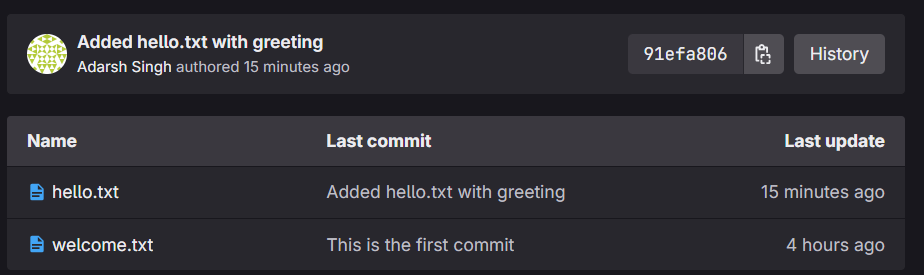 Added hello.txt with greeting
Adarsh Singh authored 15 minutes ago
91efa806
History
Name Last commit Last update
hello.txt Added hello.txt with greeting 15 minutes ago
welcome.txt This is the first commit 4 hours ago